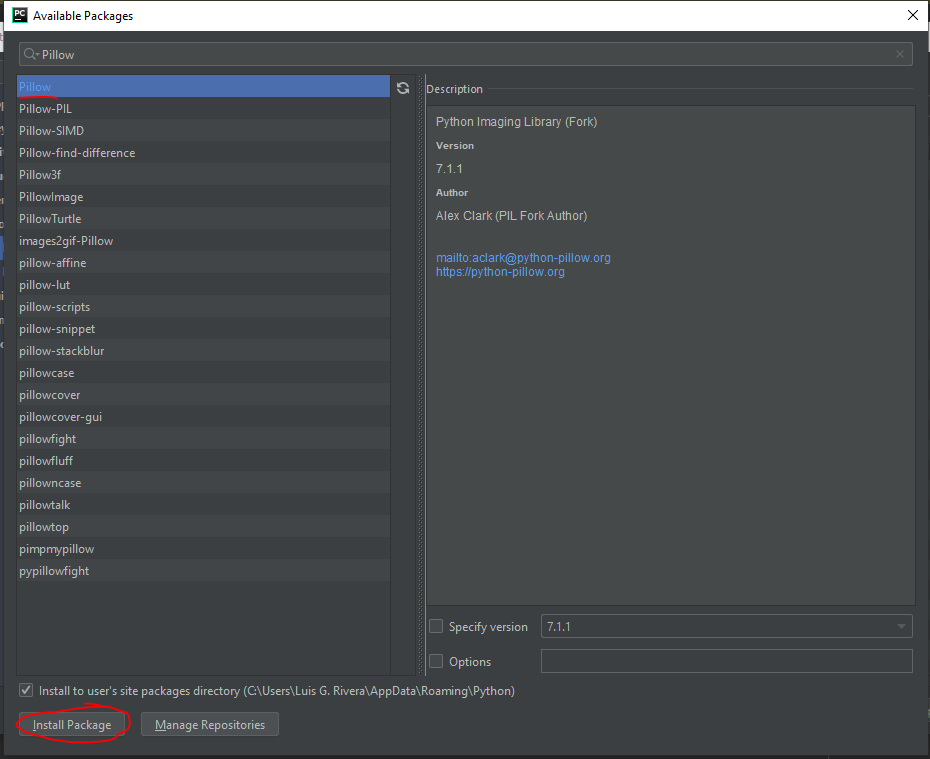 PC Available Packages
Pillow
Pillow
Pillow-PIL
Pillow-SIMD
Pillow-find-difference
Pillow3f
PillowImage
PillowTurtle
images2gif-Pillow
pillow-affine
pillow-lut
pillow-scripts
pillow-snippet
pillow-stackblur
pillowcase
pillowcover
pillowcover-gui
pillowfight
pillowfluff
pillowncase
pillowtalk
pillowtop
pimpmypillow
pypillowfight
Description
Python Imaging Library (Fork)
Version
7.1.1
Author
Alex Clark (PIL Fork Author)
mailto:aclark@python-pillow.org
https://python-pillow.org
Specify version 7.1.1
Options
Install to user's site packages directory (C:\Users\Luis G. Rivera\AppData\Roaming\Python)
Install Package Manage Repositories